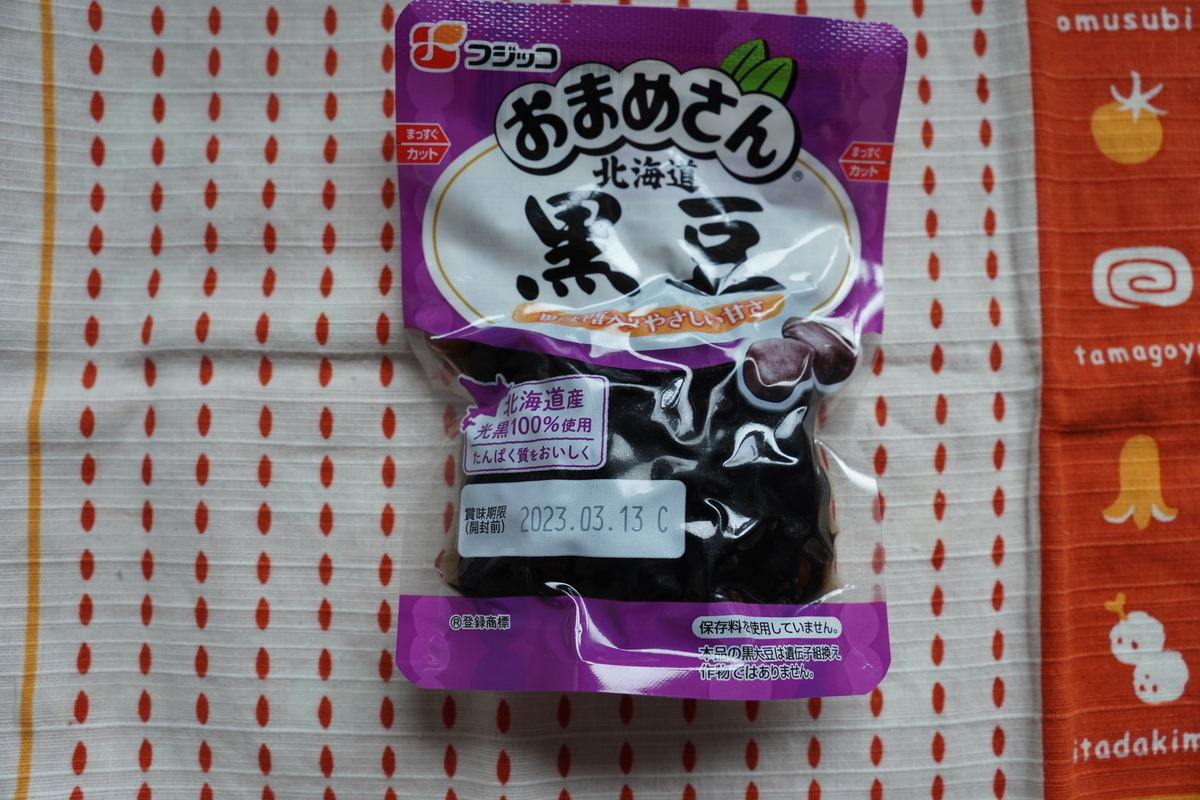 フジッコ
おまめさん
®
北海道
黒豆
まっすぐ
カット
まっすぐ
カット
やさしい甘さ
北海道産
光黒100%使用
たんぱく質をおいしく
賞味期限
(開封前)
2023.03.13 C
®登録商標
保存料を使用していません。
本品の黒大豆は遺伝子組換え
作物ではありません。
omusubi
tamagoy
itadakim